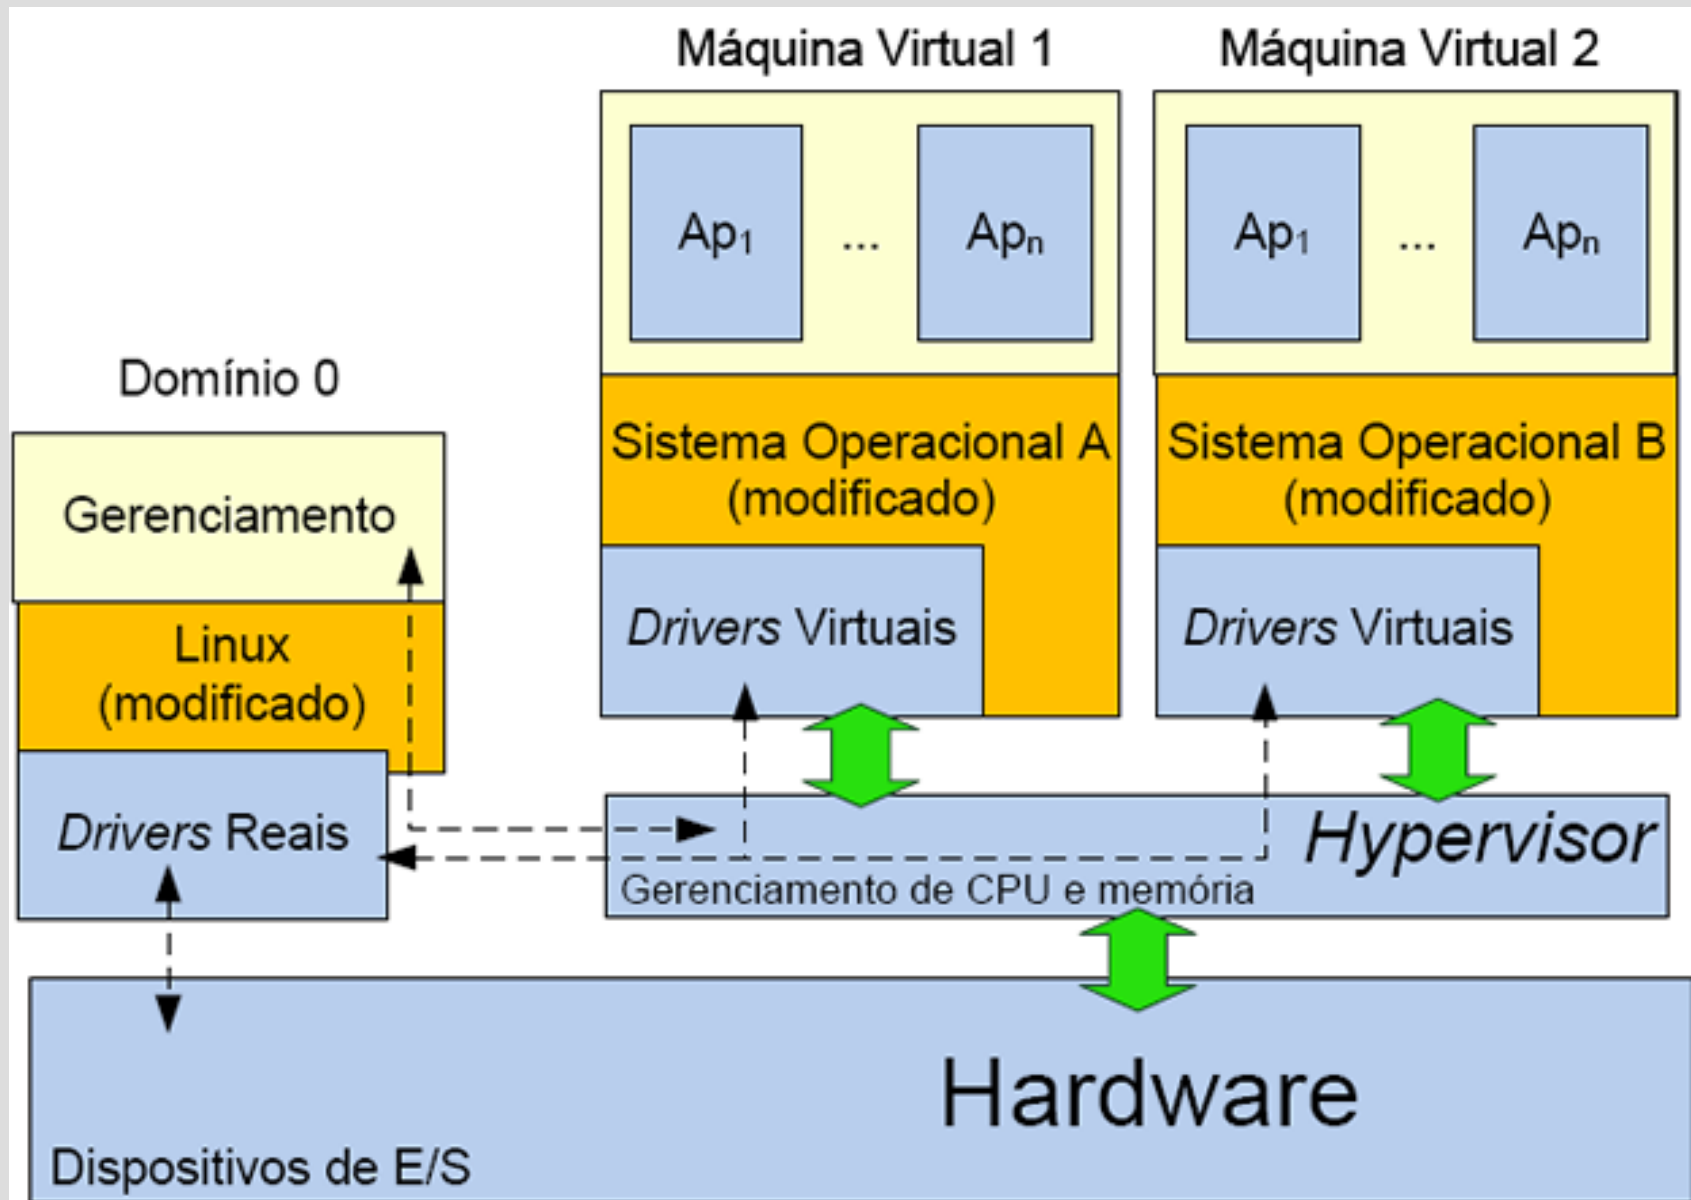 Máquina Virtual 1
Máquina Virtual 2
Ap1 ... Apn
Ap1 ... Apn
Domínio 0
Gerenciamento
Linux
(modificado)
Drivers Reais
Sistema Operacional A
(modificado)
Drivers Virtuais
Sistema Operacional B
(modificado)
Drivers Virtuais
Hypervisor
Gerenciamento de CPU e memória
Hardware
Dispositivos de E/S